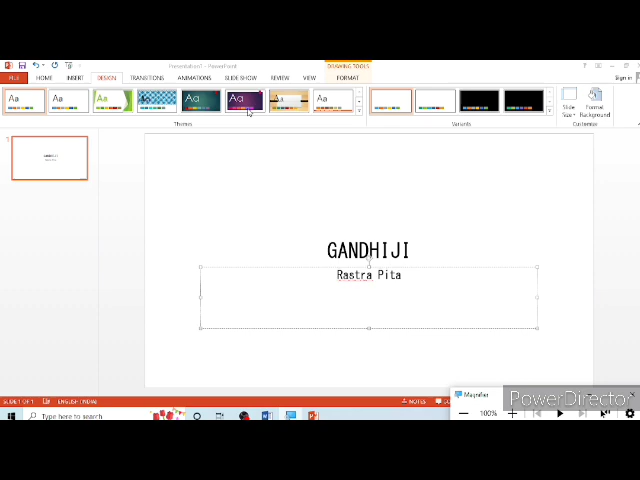 Presentation1 - PowerPoint
DRAWING TOOLS
FILE HOME INSERT DESIGN TRANSITIONS ANIMATIONS SLIDE SHOW REVIEW VIEW FORMAT
Sign in
Aa Aa Aa Aa Aa Aa Aa Aa
Slide Size
Format Background
Themes
Variants
Customize
1
GANDHIJI
Rastra Pita
SLIDE 1 OF 1
ENGLISH (INDIA)
NOTES
Magnifier
100%
PowerDirector
Type here to search